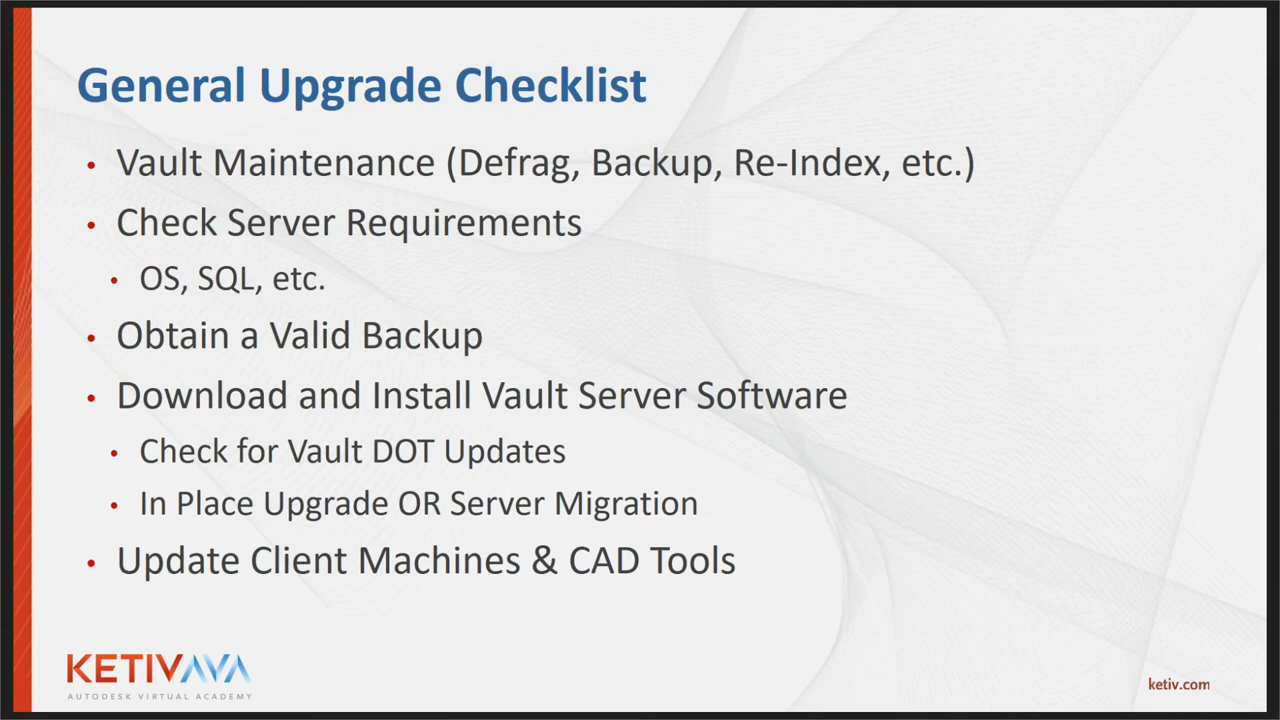 General Upgrade Checklist
• Vault Maintenance (Defrag, Backup, Re-Index, etc.)
• Check Server Requirements
• OS, SQL, etc.
• Obtain a Valid Backup
• Download and Install Vault Server Software
• Check for Vault DOT Updates
• In Place Upgrade OR Server Migration
• Update Client Machines & CAD Tools
KETIVAVA
AUTODESK VIRTUAL ACADEMY
ketiv.com